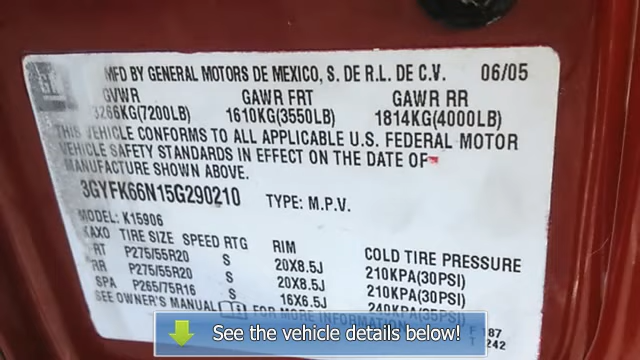 GM
MFD BY GENERAL MOTORS DE MEXICO, S. DE R.L. DE C.V. 06/05
GVWR GAWR FRT GAWR RR
3266KG(7200LB) 1610KG(3550LB) 1814KG(4000LB)
THIS VEHICLE CONFORMS TO ALL APPLICABLE U.S. FEDERAL MOTOR
VEHICLE SAFETY STANDARDS IN EFFECT ON THE DATE OF
MANUFACTURE SHOWN ABOVE.
3GYFK66N15G290210 TYPE: M.P.V.
MODEL: K15906
KAXO TIRE SIZE SPEED RTG RIM COLD TIRE PRESSURE
FRT P275/55R20 S 20X8.5J 210KPA(30PSI)
RR P275/55R20 S 20X8.5J 210KPA(30PSI)
SPA P265/75R16 S 16X6.5J 240KPA(35PSI)
SEE OWNER'S MANUAL FOR MORE INFORMATION
F 187
T 242
See the vehicle details below!